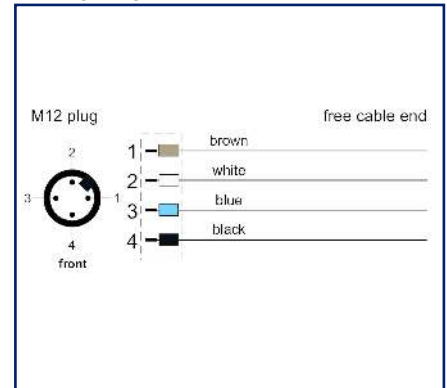 M12 plug
free cable end
2
3
1
4
front
1 brown
2 white
3 blue
4 black